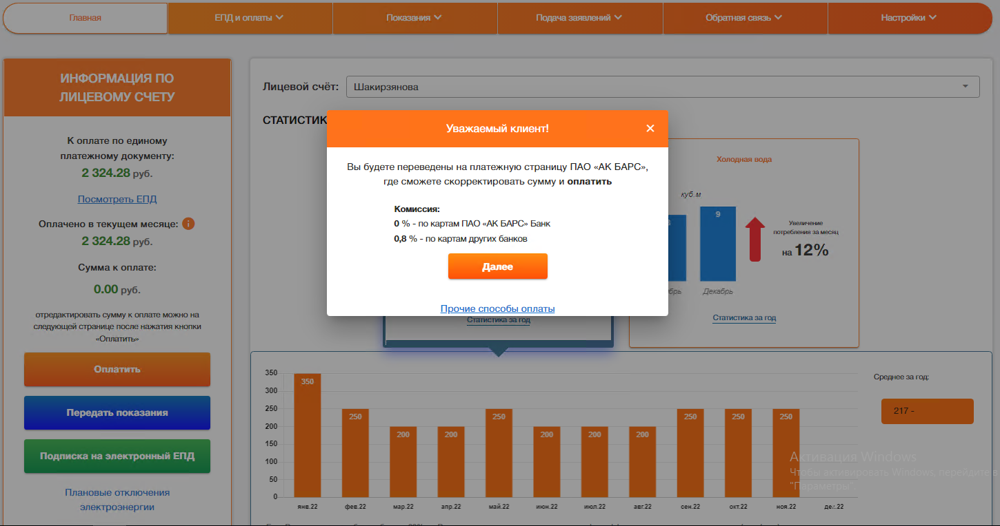 Главная
ЕПД и оплаты
Показания
Подача заявлений
Обратная связь
Настройки
ИНФОРМАЦИЯ ПО
ЛИЦЕВОМУ СЧЕТУ
К оплате по единому
платежному документу:
2 324.28 руб.
Посмотреть ЕПД
Оплачено в текущем месяце: i
2 324.28 руб.
Сумма к оплате:
0.00 руб.
отредактировать сумму к оплате можно на
следующей странице после нажатия кнопки
«Оплатить»
Оплатить
Передать показания
Подписка на электронный ЕПД
Плановые отключения
электроэнергии
Лицевой счёт:
Шакирзянова
СТАТИСТИК
Уважаемый клиент!
Вы будете переведены на платежную страницу ПАО «АК БАРС»,
где сможете скорректировать сумму и оплатить
Комиссия:
0 % - по картам ПАО «АК БАРС» Банк
0,8 % - по картам других банков
Далее
Прочие способы оплаты
Статистика за год
Холодная вода
куб.м
9
Декабрь
Увеличение
потребления за месяц
на 12%
Статистика за год
350
300
250
200
150
100
50
0
350
250
200
200
250
200
200
200
250
250
250
янв.22
фев.22
мар.22
апр.22
май.22
июн.22
июл.22
авг.22
сен.22
окт.22
ноя.22
дек.22
Среднее за год:
217 -
Активация Windows
Чтобы активировать Windows, перейдите в
"Параметры".